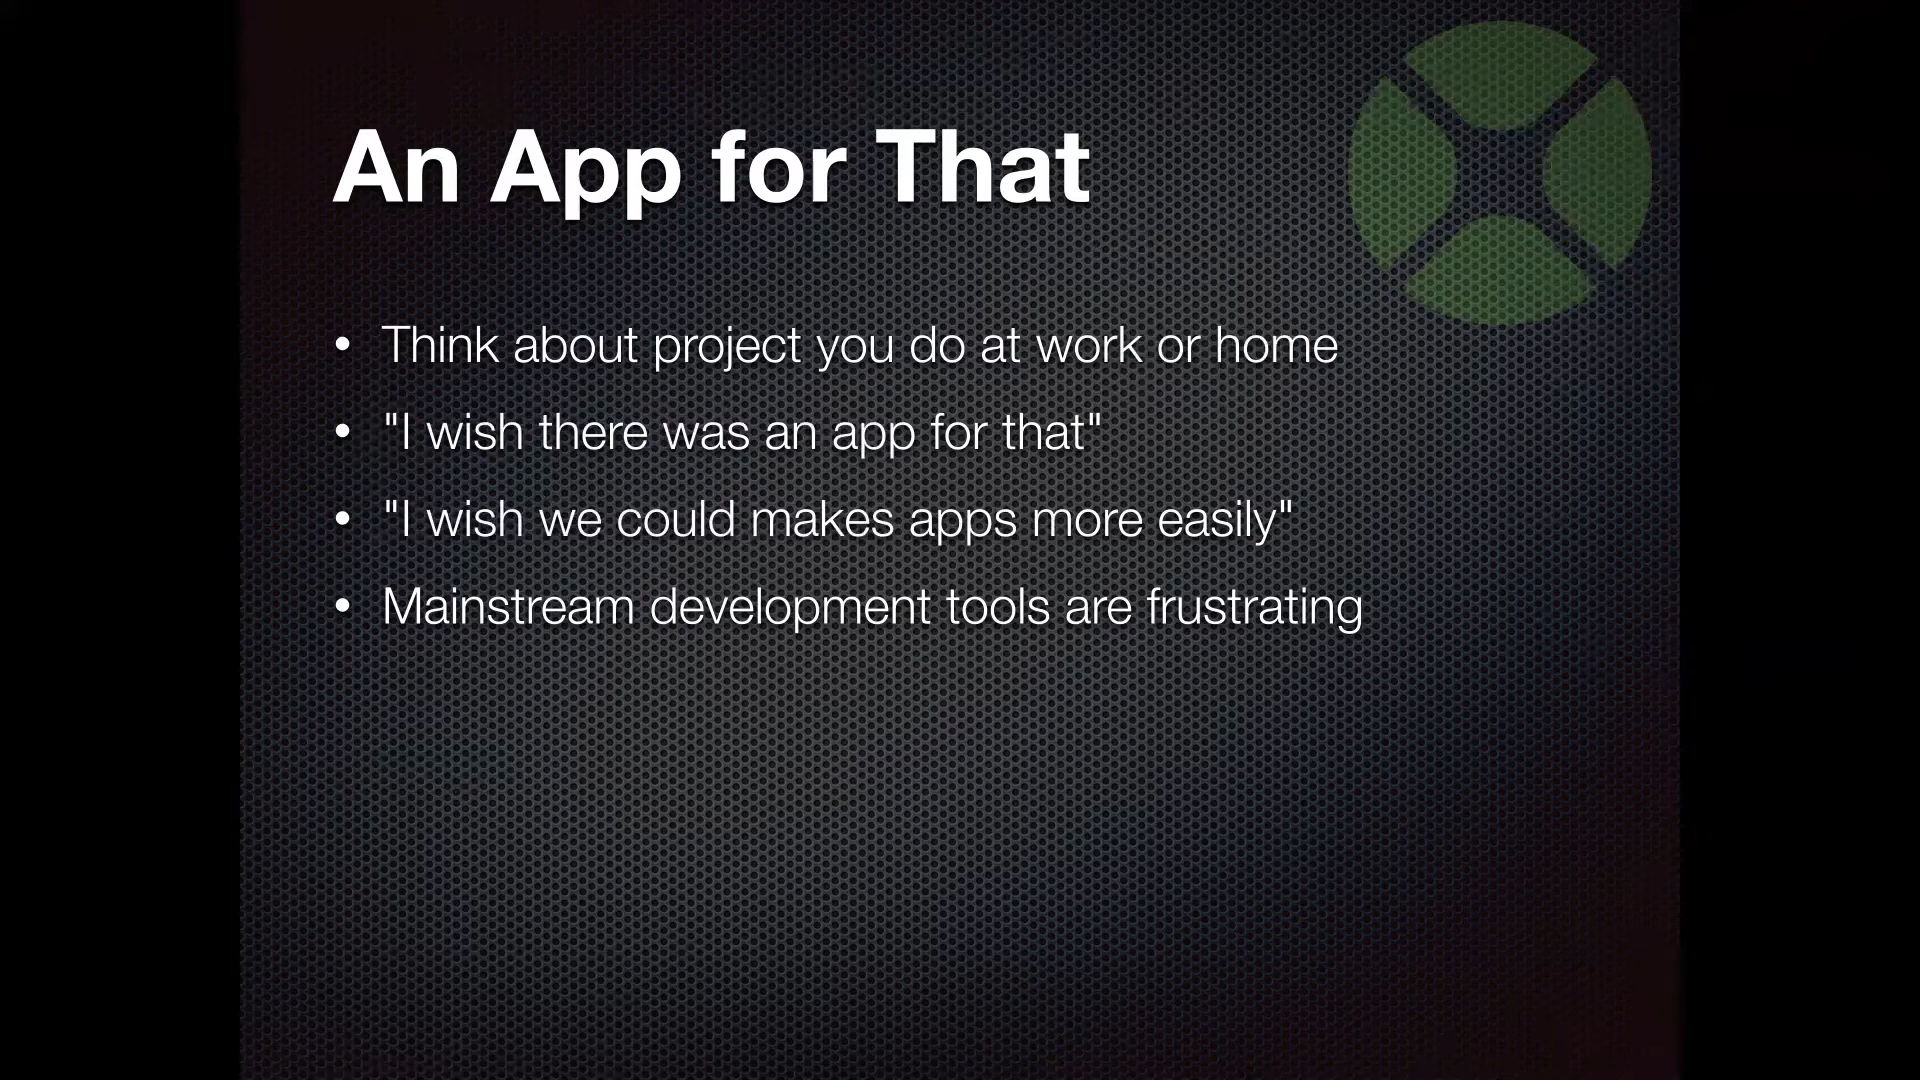 An App for That
• Think about project you do at work or home
• "I wish there was an app for that"
• "I wish we could makes apps more easily"
• Mainstream development tools are frustrating